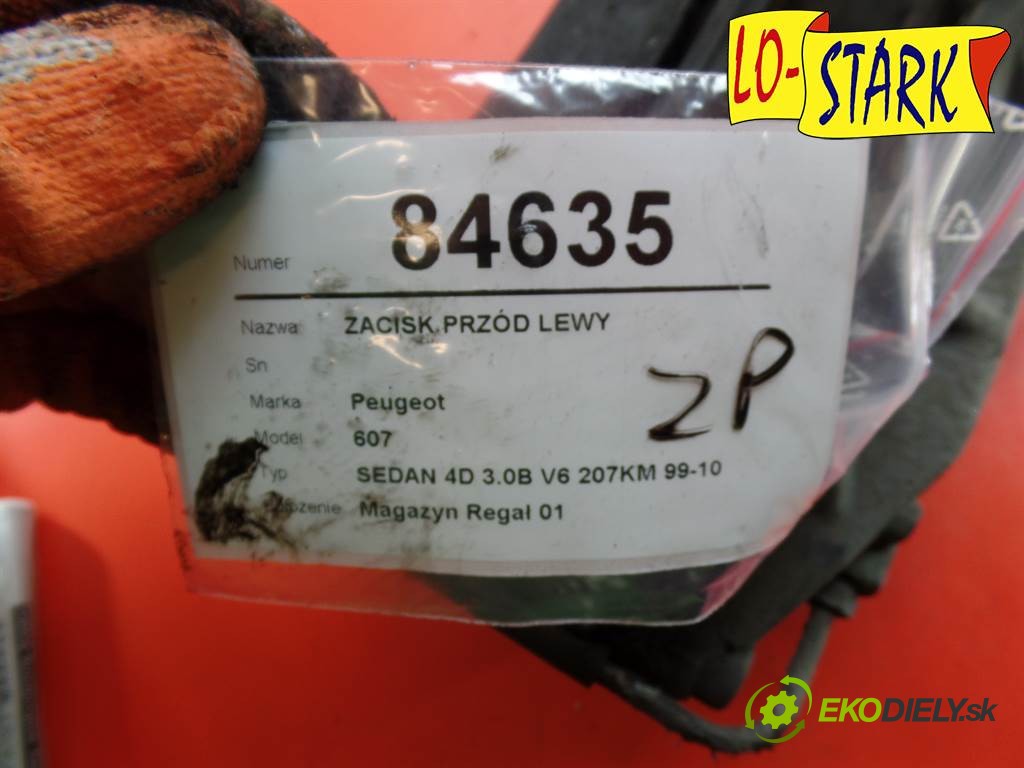 LO-STARK
Numer 84635
Nazwa: ZACISK PRZÓD LEWY
Sn
Marka Peugeot
Model 607
ZP
Typ SEDAN 4D 3.0B V6 207KM 99-10
Magazyn Regał 01
EKODIELY.sk